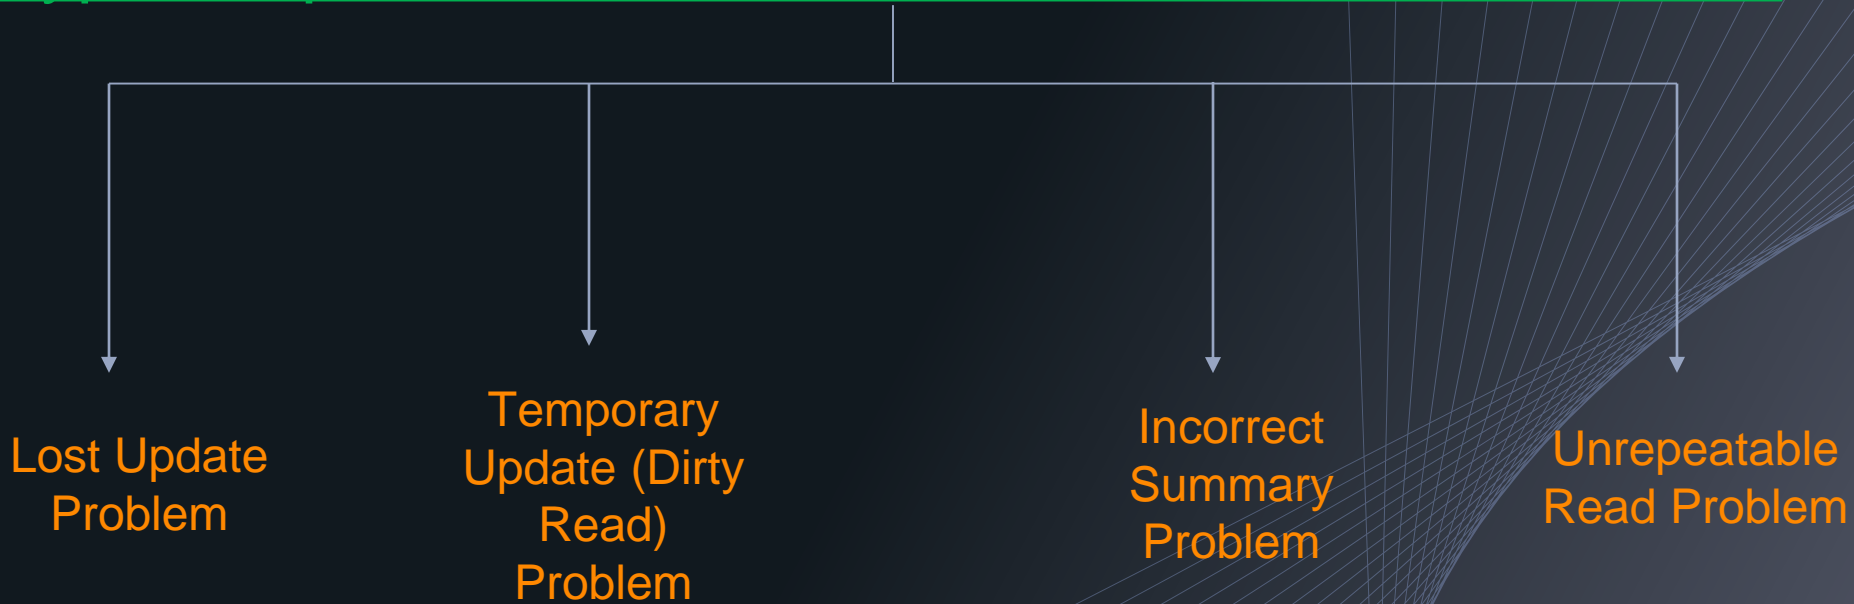 Lost Update
Problem
Temporary
Update (Dirty
Read)
Problem
Incorrect
Summary
Problem
Unrepeatable
Read Problem